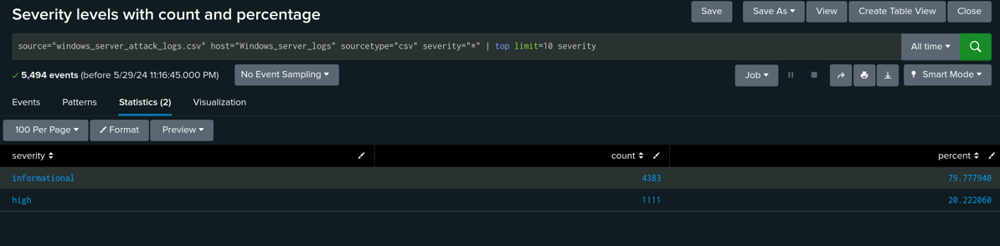 Severity levels with count and percentage
Save Save As View Create Table View Close
source="windows_server_attack_logs.csv" host="Windows_server_logs" sourcetype="csv" severity="*" | top limit=10 severity
All time
5,494 events (before 5/29/24 11:16:45.000 PM) No Event Sampling Job Smart Mode
Events Patterns Statistics (2) Visualization
100 Per Page Format Preview
severity count percent
informational 4383 79.777940
high 1111 20.222060